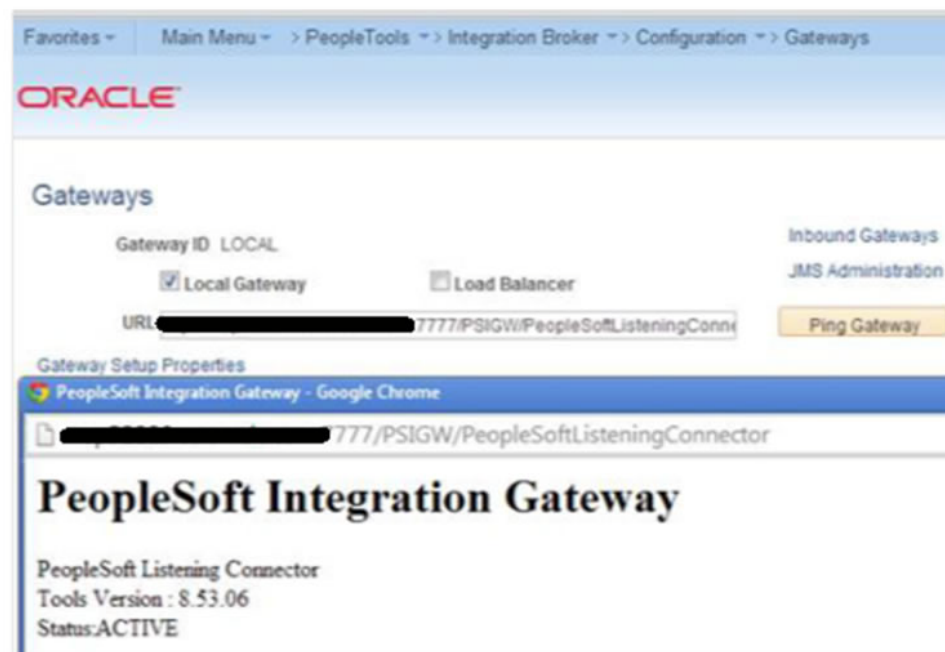 Favorites Main Menu > PeopleTools > Integration Broker > Configuration > Gateways
ORACLE
Gateways
Gateway ID LOCAL
Inbound Gateways
Local Gateway Load Balancer
JMS Administration
URL 7777/PSIGW/PeopleSoftListeningConne
Ping Gateway
Gateway Setup Properties
PeopleSoft Integration Gateway - Google Chrome
7777/PSIGW/PeopleSoftListeningConnector
PeopleSoft Integration Gateway
PeopleSoft Listening Connector
Tools Version : 8.53.06
Status:ACTIVE